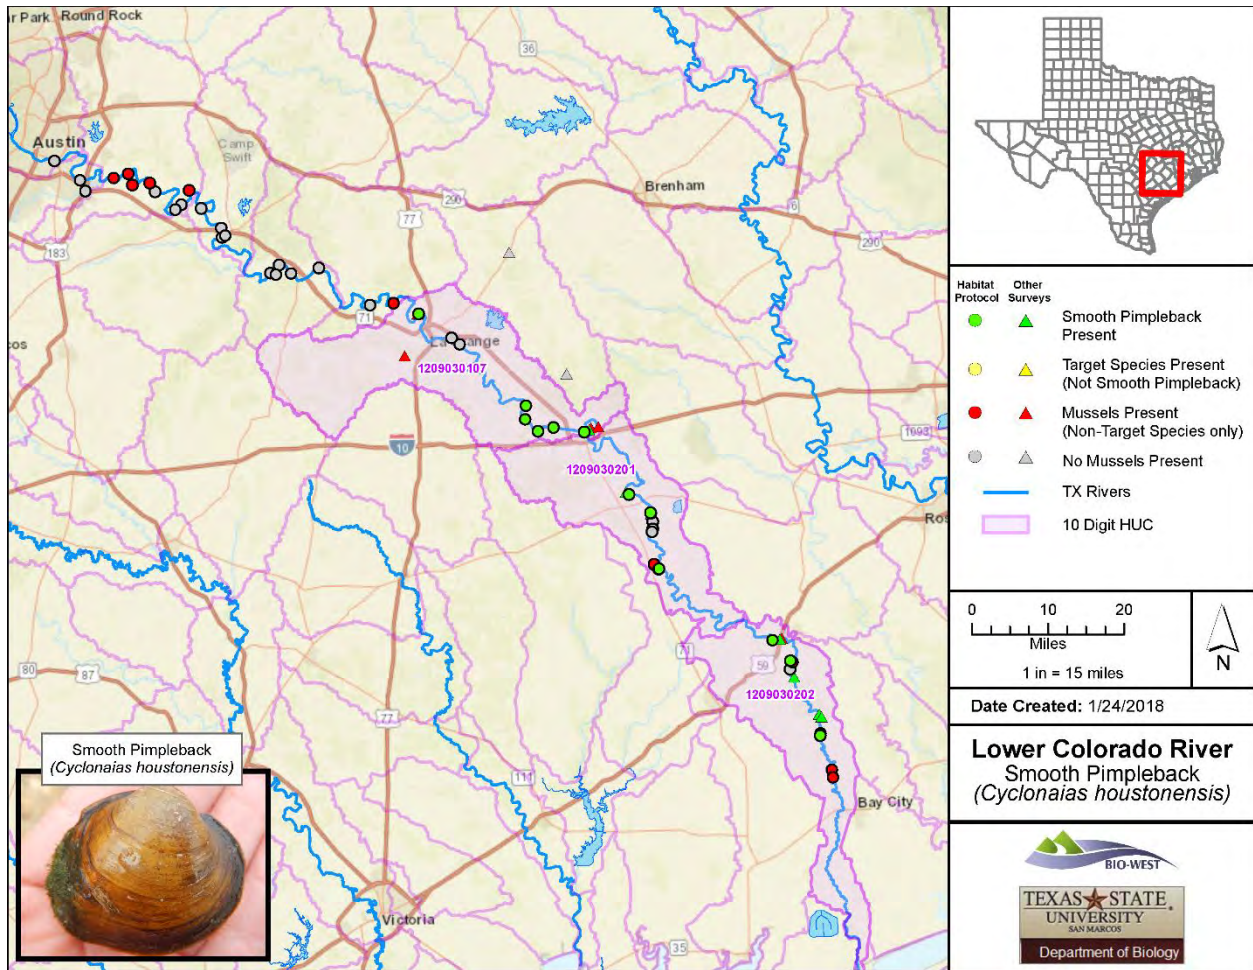 ar Park
Round Rock
36
Austin
Camp
Swift
Brenham
77
290
6
290
183
71
La Grange
cos
1209030107
10
1093
1209030201
Ros
71
59
80
87
1209030202
77
111
Bay City
Victoria
35
Smooth Pimpleback
(Cyclonaias houstonensis)
Habitat Protocol
Other Surveys
Smooth Pimpleback
Present
Target Species Present
(Not Smooth Pimpleback)
Mussels Present
(Non-Target Species only)
No Mussels Present
TX Rivers
10 Digit HUC
0 10 20
Miles
1 in = 15 miles
N
Date Created: 1/24/2018
Lower Colorado River
Smooth Pimpleback
(Cyclonaias houstonensis)
BIO-WEST
TEXAS STATE
UNIVERSITY
SAN MARCOS
Department of Biology